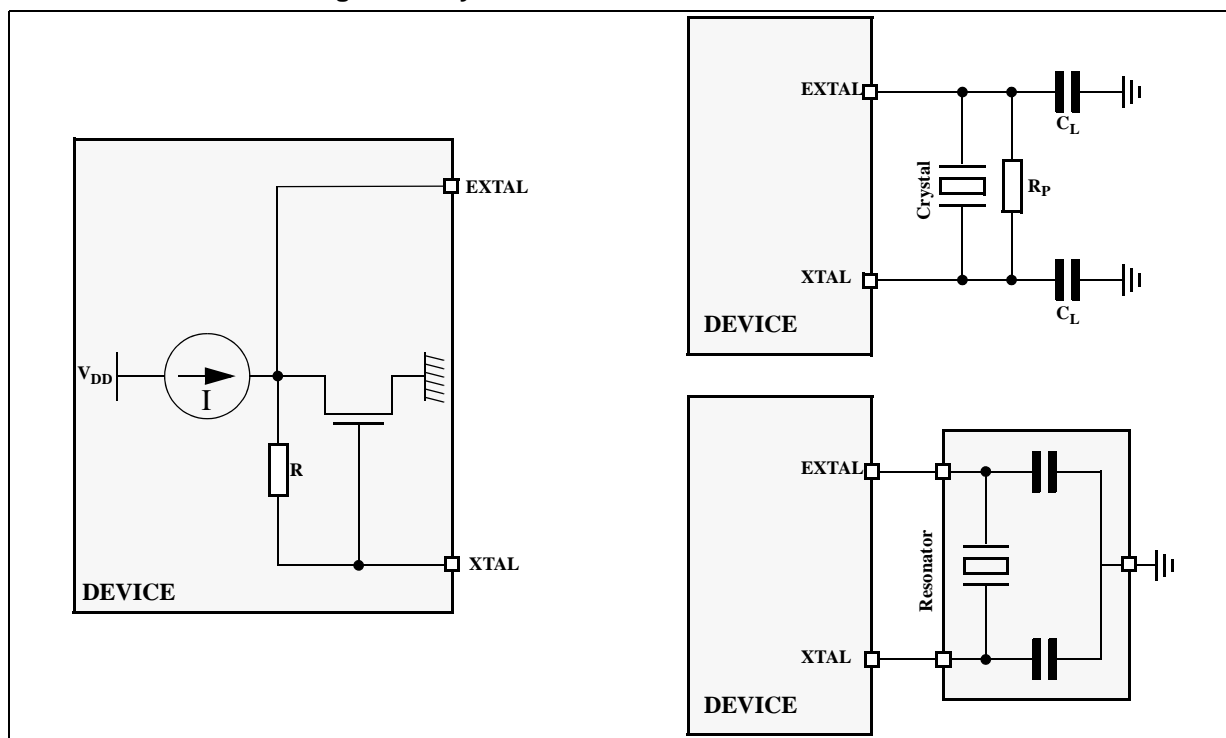 EXTAL
V_DD
I
R
XTAL
DEVICE
EXTAL
C_L
Crystal
R_P
XTAL
C_L
DEVICE
EXTAL
Resonator
XTAL
DEVICE